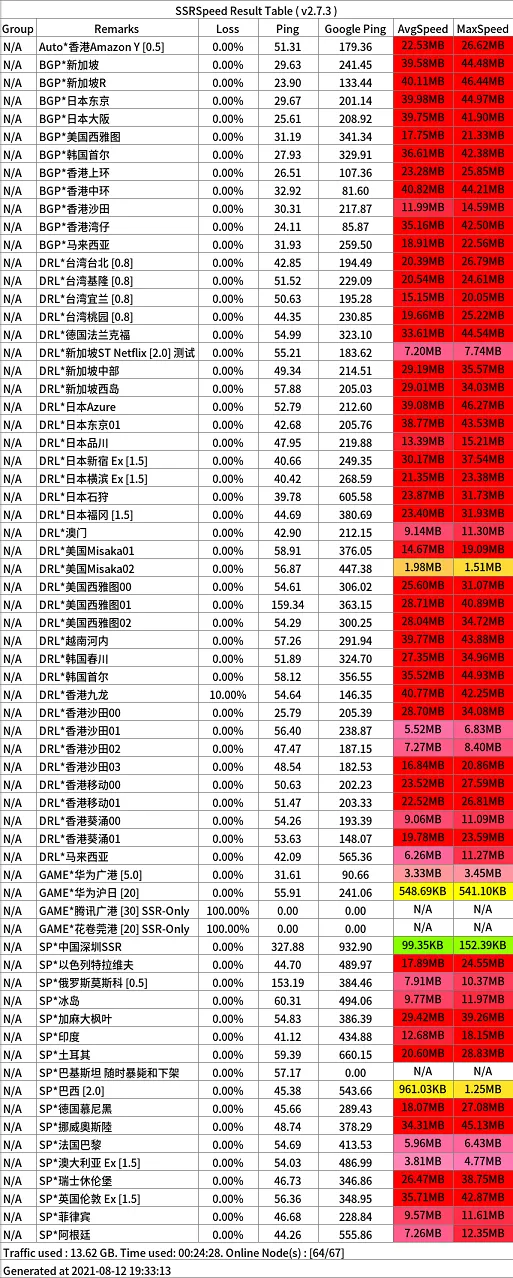 SSRSpeed Result Table ( v2.7.3 )
Group Remarks Loss Ping Google Ping AvgSpeed MaxSpeed
N/A Auto*香港Amazon Y [0.5] 0.00% 51.31 179.36 22.53MB 26.62MB
N/A BGP*新加坡 0.00% 29.63 241.45 39.58MB 44.48MB
N/A BGP*新加坡R 0.00% 23.90 133.44 40.11MB 46.44MB
N/A BGP*日本东京 0.00% 29.67 201.14 39.98MB 44.97MB
N/A BGP*日本大阪 0.00% 25.61 208.92 39.75MB 41.90MB
N/A BGP*美国西雅图 0.00% 31.19 341.34 17.75MB 21.33MB
N/A BGP*韩国首尔 0.00% 27.93 329.91 36.61MB 42.38MB
N/A BGP*香港上环 0.00% 26.51 107.36 23.28MB 25.85MB
N/A BGP*香港中环 0.00% 32.92 81.60 40.82MB 44.21MB
N/A BGP*香港沙田 0.00% 30.31 217.87 11.99MB 14.59MB
N/A BGP*香港湾仔 0.00% 24.11 85.87 35.16MB 42.50MB
N/A BGP*马来西亚 0.00% 31.93 259.50 18.91MB 22.56MB
N/A DRL*台湾台北 [0.8] 0.00% 42.85 194.49 20.39MB 26.79MB
N/A DRL*台湾基隆 [0.8] 0.00% 51.52 229.09 20.54MB 24.61MB
N/A DRL*台湾宜兰 [0.8] 0.00% 50.63 195.28 15.15MB 20.05MB
N/A DRL*台湾桃园 [0.8] 0.00% 44.35 230.85 19.66MB 25.22MB
N/A DRL*德国法兰克福 0.00% 54.99 323.10 33.61MB 44.54MB
N/A DRL*新加坡ST Netflix [2.0] 测试 0.00% 55.21 183.62 7.20MB 7.74MB
N/A DRL*新加坡中部 0.00% 49.34 214.51 29.19MB 35.57MB
N/A DRL*新加坡西岛 0.00% 57.88 205.03 29.01MB 34.03MB
N/A DRL*日本Azure 0.00% 52.79 212.60 39.08MB 46.27MB
N/A DRL*日本东京01 0.00% 42.68 205.76 38.77MB 43.53MB
N/A DRL*日本品川 0.00% 47.95 219.88 13.39MB 15.21MB
N/A DRL*日本新宿 Ex [1.5] 0.00% 40.66 249.35 30.17MB 37.54MB
N/A DRL*日本横滨 Ex [1.5] 0.00% 40.42 268.59 21.35MB 23.38MB
N/A DRL*日本石狩 0.00% 39.78 605.58 23.87MB 31.73MB
N/A DRL*日本福冈 [1.5] 0.00% 44.69 380.69 23.40MB 31.93MB
N/A DRL*澳门 0.00% 42.90 212.15 9.14MB 11.30MB
N/A DRL*美国Misaka01 0.00% 58.91 376.05 14.67MB 19.09MB
N/A DRL*美国Misaka02 0.00% 56.87 447.38 1.98MB 1.51MB
N/A DRL*美国西雅图00 0.00% 54.61 306.02 25.60MB 31.07MB
N/A DRL*美国西雅图01 0.00% 159.34 363.15 28.71MB 40.89MB
N/A DRL*美国西雅图02 0.00% 54.29 300.25 28.04MB 34.72MB
N/A DRL*越南河内 0.00% 57.26 291.94 39.77MB 43.88MB
N/A DRL*韩国春川 0.00% 51.89 324.70 27.35MB 34.96MB
N/A DRL*韩国首尔 0.00% 58.12 356.55 35.52MB 44.93MB
N/A DRL*香港九龙 10.00% 54.64 146.35 40.77MB 42.25MB
N/A DRL*香港沙田00 0.00% 25.79 205.39 28.70MB 34.08MB
N/A DRL*香港沙田01 0.00% 56.40 238.87 5.52MB 6.83MB
N/A DRL*香港沙田02 0.00% 47.47 187.15 7.27MB 8.40MB
N/A DRL*香港沙田03 0.00% 48.54 182.53 16.84MB 20.86MB
N/A DRL*香港移动00 0.00% 50.63 202.23 23.52MB 27.59MB
N/A DRL*香港移动01 0.00% 51.47 203.33 22.52MB 26.81MB
N/A DRL*香港葵涌00 0.00% 54.26 193.39 9.06MB 11.09MB
N/A DRL*香港葵涌01 0.00% 53.63 148.07 19.78MB 23.59MB
N/A DRL*马来西亚 0.00% 42.09 565.36 6.26MB 11.27MB
N/A GAME*华为广港 [5.0] 0.00% 31.61 90.66 3.33MB 3.45MB
N/A GAME*华为沪日 [20] 0.00% 55.91 241.06 548.69KB 541.10KB
N/A GAME*腾讯广港 [30] SSR-Only 100.00% 0.00 0.00 N/A N/A
N/A GAME*花卷莞港 [20] SSR-Only 100.00% 0.00 0.00 N/A N/A
N/A SP*中国深圳SSR 0.00% 327.88 932.90 99.35KB 152.39KB
N/A SP*以色列特拉维夫 0.00% 44.70 489.97 17.89MB 24.55MB
N/A SP*俄罗斯莫斯科 [0.5] 0.00% 153.19 384.46 7.91MB 10.37MB
N/A SP*冰岛 0.00% 60.31 494.06 9.77MB 11.97MB
N/A SP*加麻大枫叶 0.00% 54.83 386.39 29.42MB 39.26MB
N/A SP*印度 0.00% 41.12 434.88 12.68MB 18.15MB
N/A SP*土耳其 0.00% 59.39 660.15 20.60MB 28.83MB
N/A SP*巴基斯坦 随时暴毙和下架 0.00% 57.17 0.00 N/A N/A
N/A SP*巴西 [2.0] 0.00% 45.38 543.66 961.03KB 1.25MB
N/A SP*德国慕尼黑 0.00% 45.66 289.43 18.07MB 27.08MB
N/A SP*挪威奥斯陸 0.00% 48.74 378.29 34.31MB 45.13MB
N/A SP*法国巴黎 0.00% 54.69 413.53 5.96MB 6.43MB
N/A SP*澳大利亚 Ex [1.5] 0.00% 54.03 486.99 3.81MB 4.77MB
N/A SP*瑞士休伦堡 0.00% 46.73 346.86 26.47MB 38.75MB
N/A SP*英国伦敦 Ex [1.5] 0.00% 56.36 348.95 35.71MB 42.87MB
N/A SP*菲律宾 0.00% 46.68 228.84 9.57MB 11.61MB
N/A SP*阿根廷 0.00% 44.26 555.86 7.26MB 12.35MB
Traffic used : 13.62 GB. Time used: 00:24:28. Online Node(s) : [64/67]
Generated at 2021-08-12 19:33:13